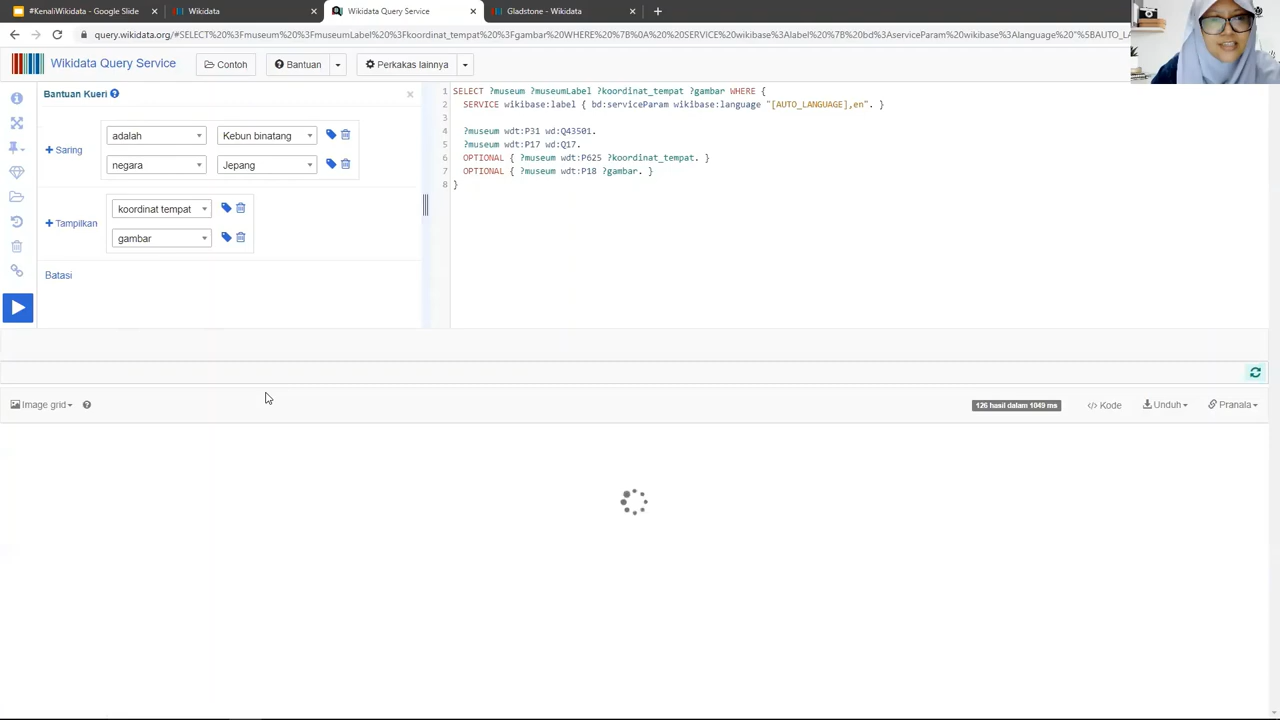 #KenaliWikidata - Google Slide
Wikidata
Wikidata Query Service
Gladstone - Wikidata
query.wikidata.org/#SELECT%20%3Fmuseum%20%3FmuseumLabel%20%3Fkoordinat_tempat%20%3Fgambar%20WHERE%20%7B%0A%20%20SERVICE%20wikibase%3Alabel%20%7B%20bd%3AserviceParam%20wikibase%3Alanguage%20"%5BAUTO_LA
Wikidata Query Service
Contoh
Bantuan
Perkakas lainnya
Bantuan Kueri
Saring
adalah
Kebun binatang
negara
Jepang
Tampilkan
koordinat tempat
gambar
Batasi
1 SELECT ?museum ?museumLabel ?koordinat_tempat ?gambar WHERE {
2 SERVICE wikibase:label { bd:serviceParam wikibase:language "[AUTO_LANGUAGE],en". }
3
4 ?museum wdt:P31 wd:Q43501.
5 ?museum wdt:P17 wd:Q17.
6 OPTIONAL { ?museum wdt:P625 ?koordinat_tempat. }
7 OPTIONAL { ?museum wdt:P18 ?gambar. }
8 }
Image grid
126 hasil dalam 1049 ms
</> Kode
Unduh
Pranala